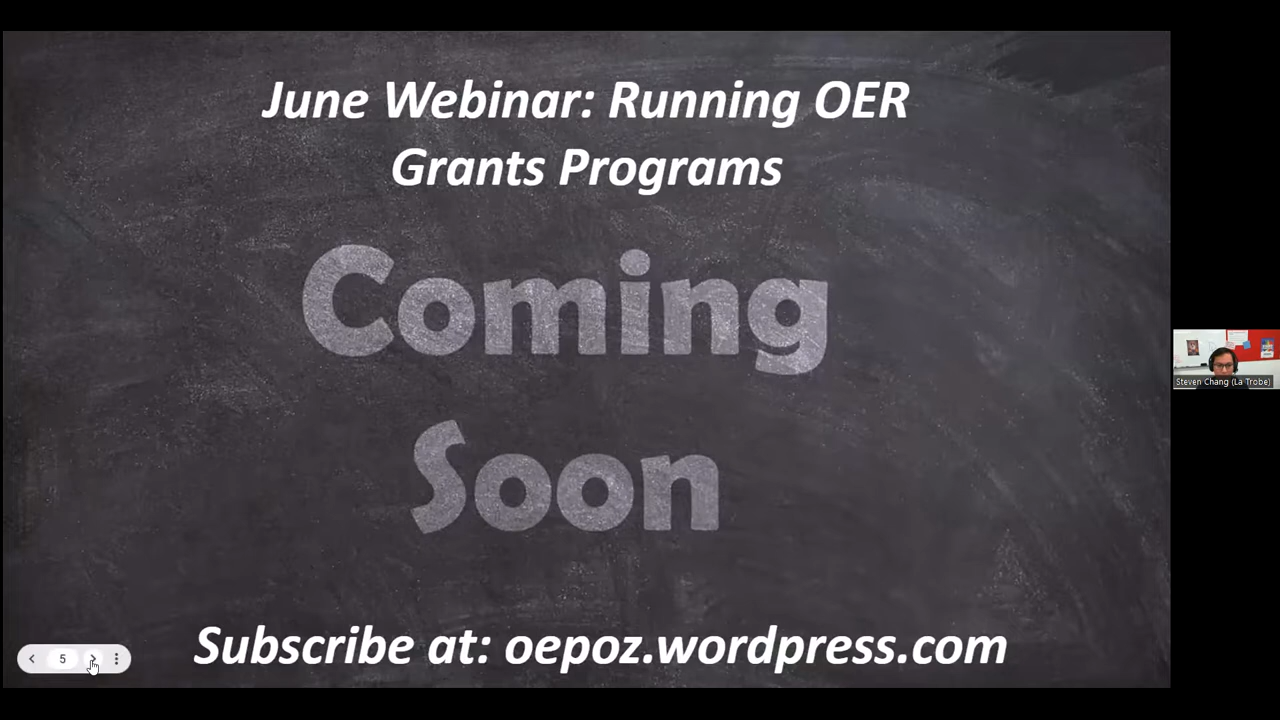 June Webinar: Running OER
Grants Programs
Coming
Soon
Subscribe at: oepoz.wordpress.com
5
Steven Chang (La Trobe)